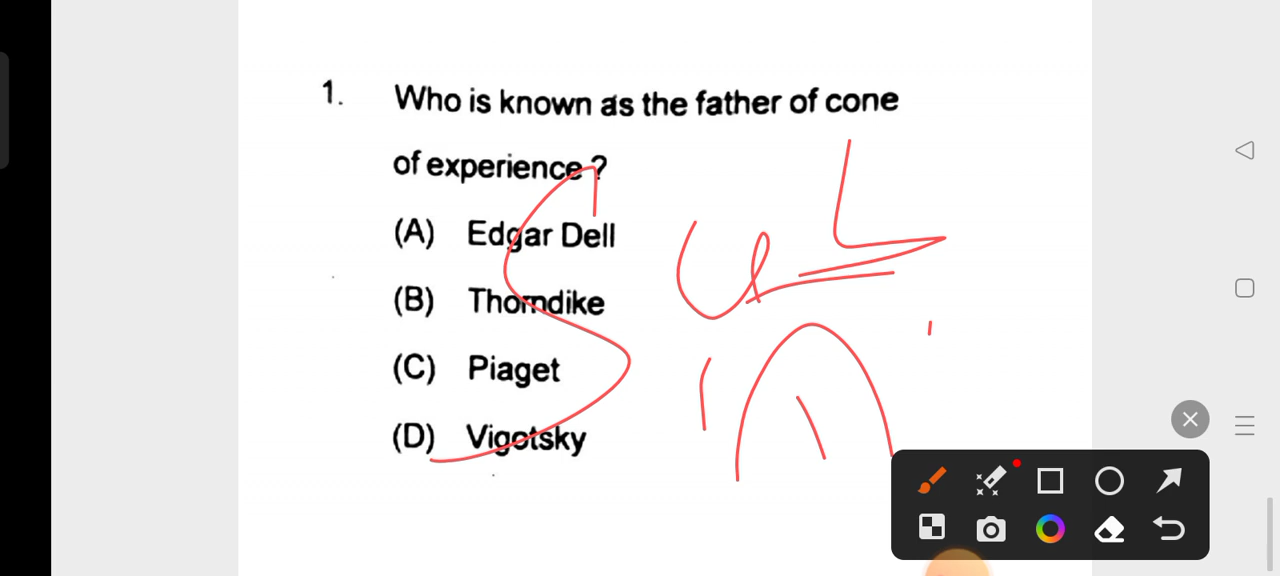 1. Who is known as the father of cone
of experience ?
(A) Edgar Dell
(B) Thorndike
(C) Piaget
(D) Vigotsky